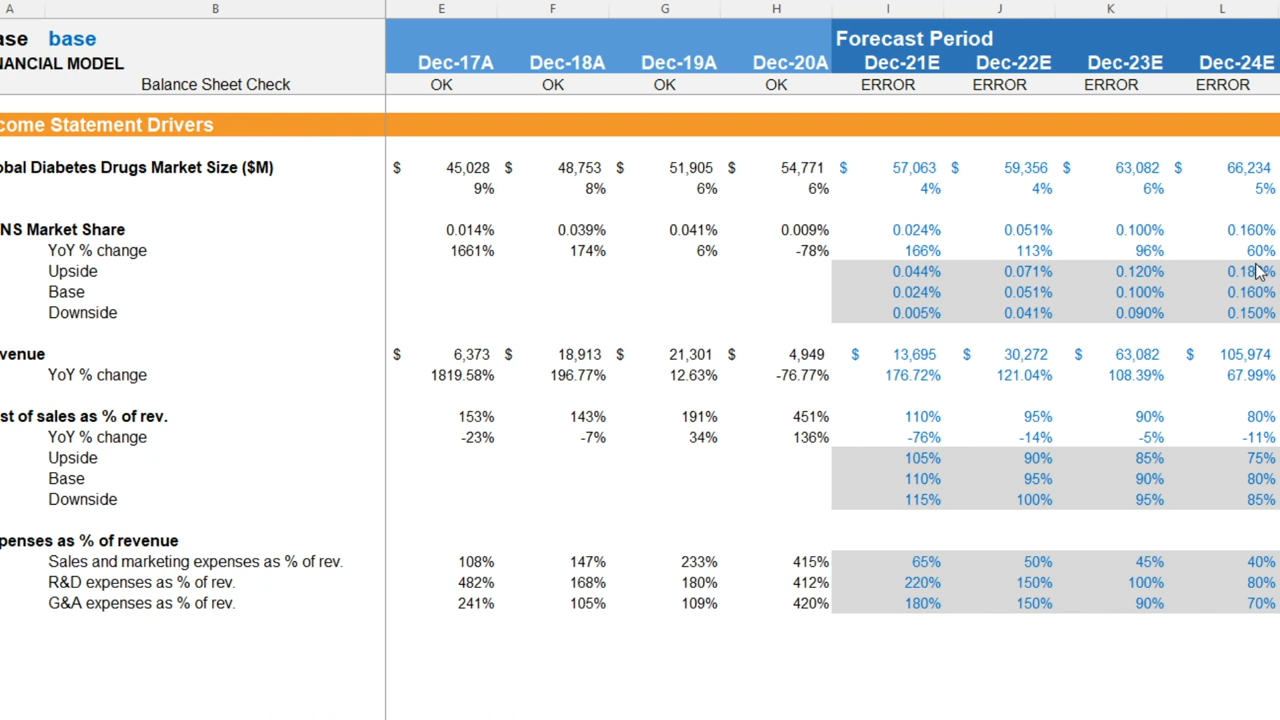 A B E F G H I J K L
ase base Forecast Period
NANCIAL MODEL Dec-17A Dec-18A Dec-19A Dec-20A Dec-21E Dec-22E Dec-23E Dec-24E
Balance Sheet Check OK OK OK OK ERROR ERROR ERROR ERROR
come Statement Drivers
obal Diabetes Drugs Market Size ($M) $ 45,028 $ 48,753 $ 51,905 $ 54,771 $ 57,063 $ 59,356 $ 63,082 $ 66,234
9% 8% 6% 6% 4% 4% 6% 5%
NS Market Share 0.014% 0.039% 0.041% 0.009% 0.024% 0.051% 0.100% 0.160%
YoY % change 1661% 174% 6% -78% 166% 113% 96% 60%
Upside 0.044% 0.071% 0.120%
Base 0.024% 0.051% 0.100% 0.160%
Downside 0.005% 0.041% 0.090% 0.150%
venue $ 6,373 $ 18,913 $ 21,301 $ 4,949 $ 13,695 $ 30,272 $ 63,082 $ 105,974
YoY % change 1819.58% 196.77% 12.63% -76.77% 176.72% 121.04% 108.39% 67.99%
st of sales as % of rev. 153% 143% 191% 451% 110% 95% 90% 80%
YoY % change -23% -7% 34% 136% -76% -14% -5% -11%
Upside 105% 90% 85% 75%
Base 110% 95% 90% 80%
Downside 115% 100% 95% 85%
penses as % of revenue
Sales and marketing expenses as % of rev. 108% 147% 233% 415% 65% 50% 45% 40%
R&D expenses as % of rev. 482% 168% 180% 412% 220% 150% 100% 80%
G&A expenses as % of rev. 241% 105% 109% 420% 180% 150% 90% 70%